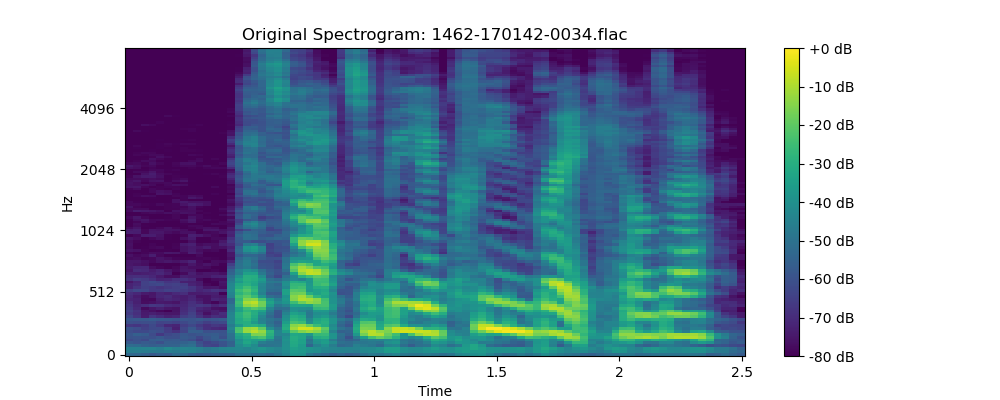 Original Spectrogram: 1462-170142-0034.flac
Hz
4096
2048
1024
512
0
0
0.5
1
1.5
2
2.5
Time
+0 dB
-10 dB
-20 dB
-30 dB
-40 dB
-50 dB
-60 dB
-70 dB
-80 dB